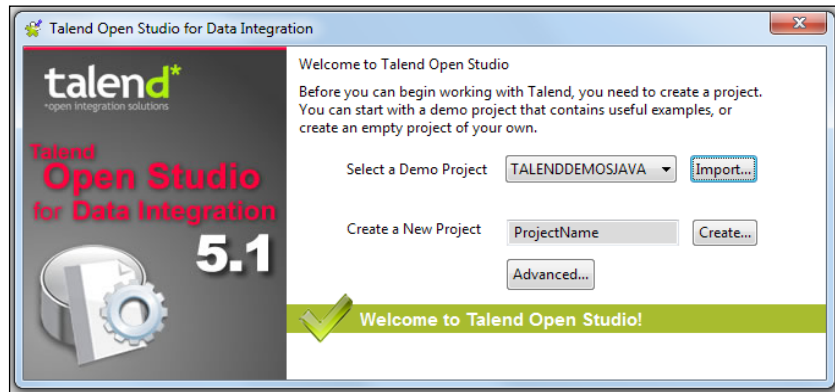 Talend Open Studio for Data Integration
talend*
*open integration solutions
Talend
Open Studio
for Data Integration
5.1
Welcome to Talend Open Studio
Before you can begin working with Talend, you need to create a project.
You can start with a demo project that contains useful examples, or
create an empty project of your own.
Select a Demo Project TALENDDEMOSJAVA Import...
Create a New Project ProjectName Create...
Advanced...
Welcome to Talend Open Studio!